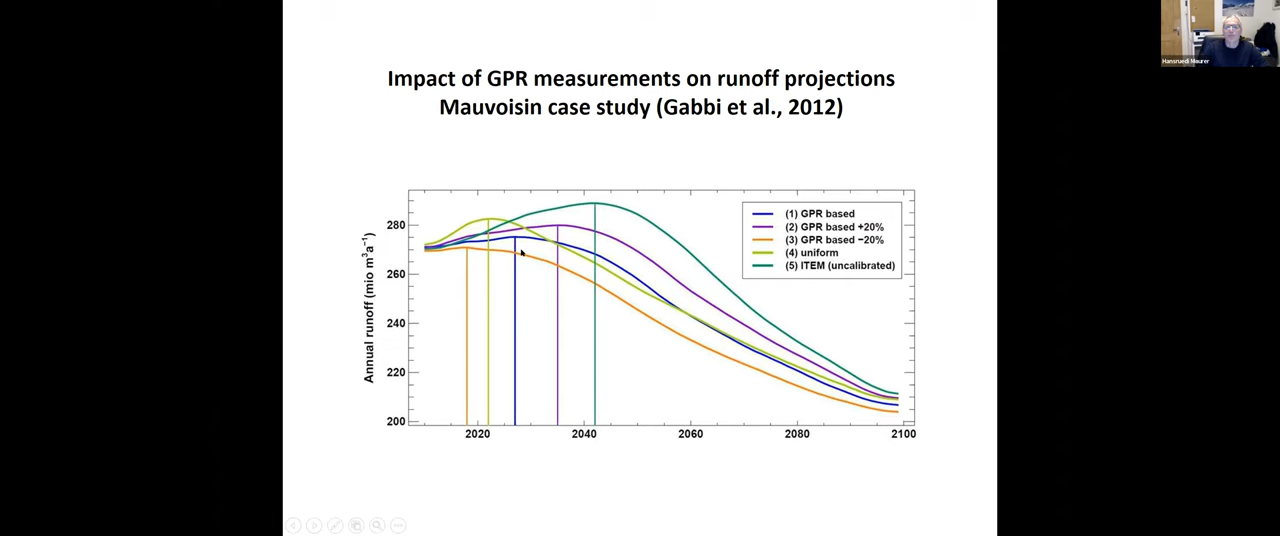 Impact of GPR measurements on runoff projections
Mauvoisin case study (Gabbi et al., 2012)
Hansruedi Maurer
Annual runoff (mio m³a⁻¹)
280
260
240
220
200
2020 2040 2060 2080 2100
(1) GPR based
(2) GPR based +20%
(3) GPR based −20%
(4) uniform
(5) ITEM (uncalibrated)